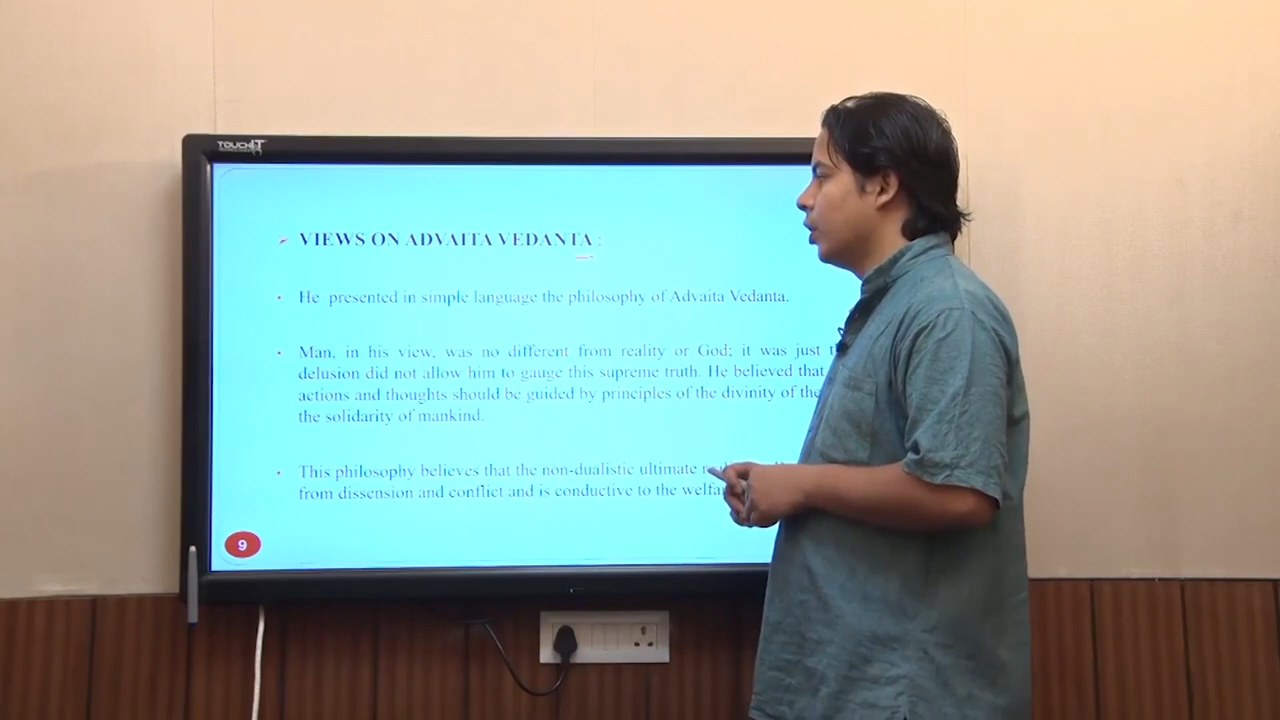 TOUCHIT
VIEWS ON ADVAITA VEDANTA :
He presented in simple language the philosophy of Advaita Vedanta.
Man, in his view, was no different from reality or God; it was just
delusion did not allow him to gauge this supreme truth. He believed that
actions and thoughts should be guided by principles of the divinity of the
the solidarity of mankind.
This philosophy believes that the non-dualistic ultimate
from dissension and conflict and is conductive to the
9